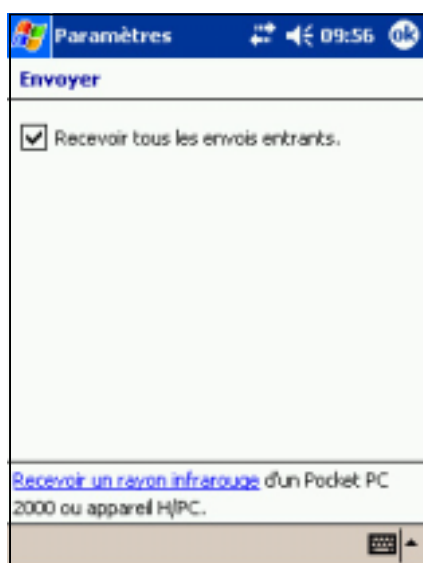 Paramètres 09:56 ok
Envoyer
Recevoir tous les envois entrants.
Recevoir un rayon infrarouge d'un Pocket PC
2000 ou appareil H/PC.